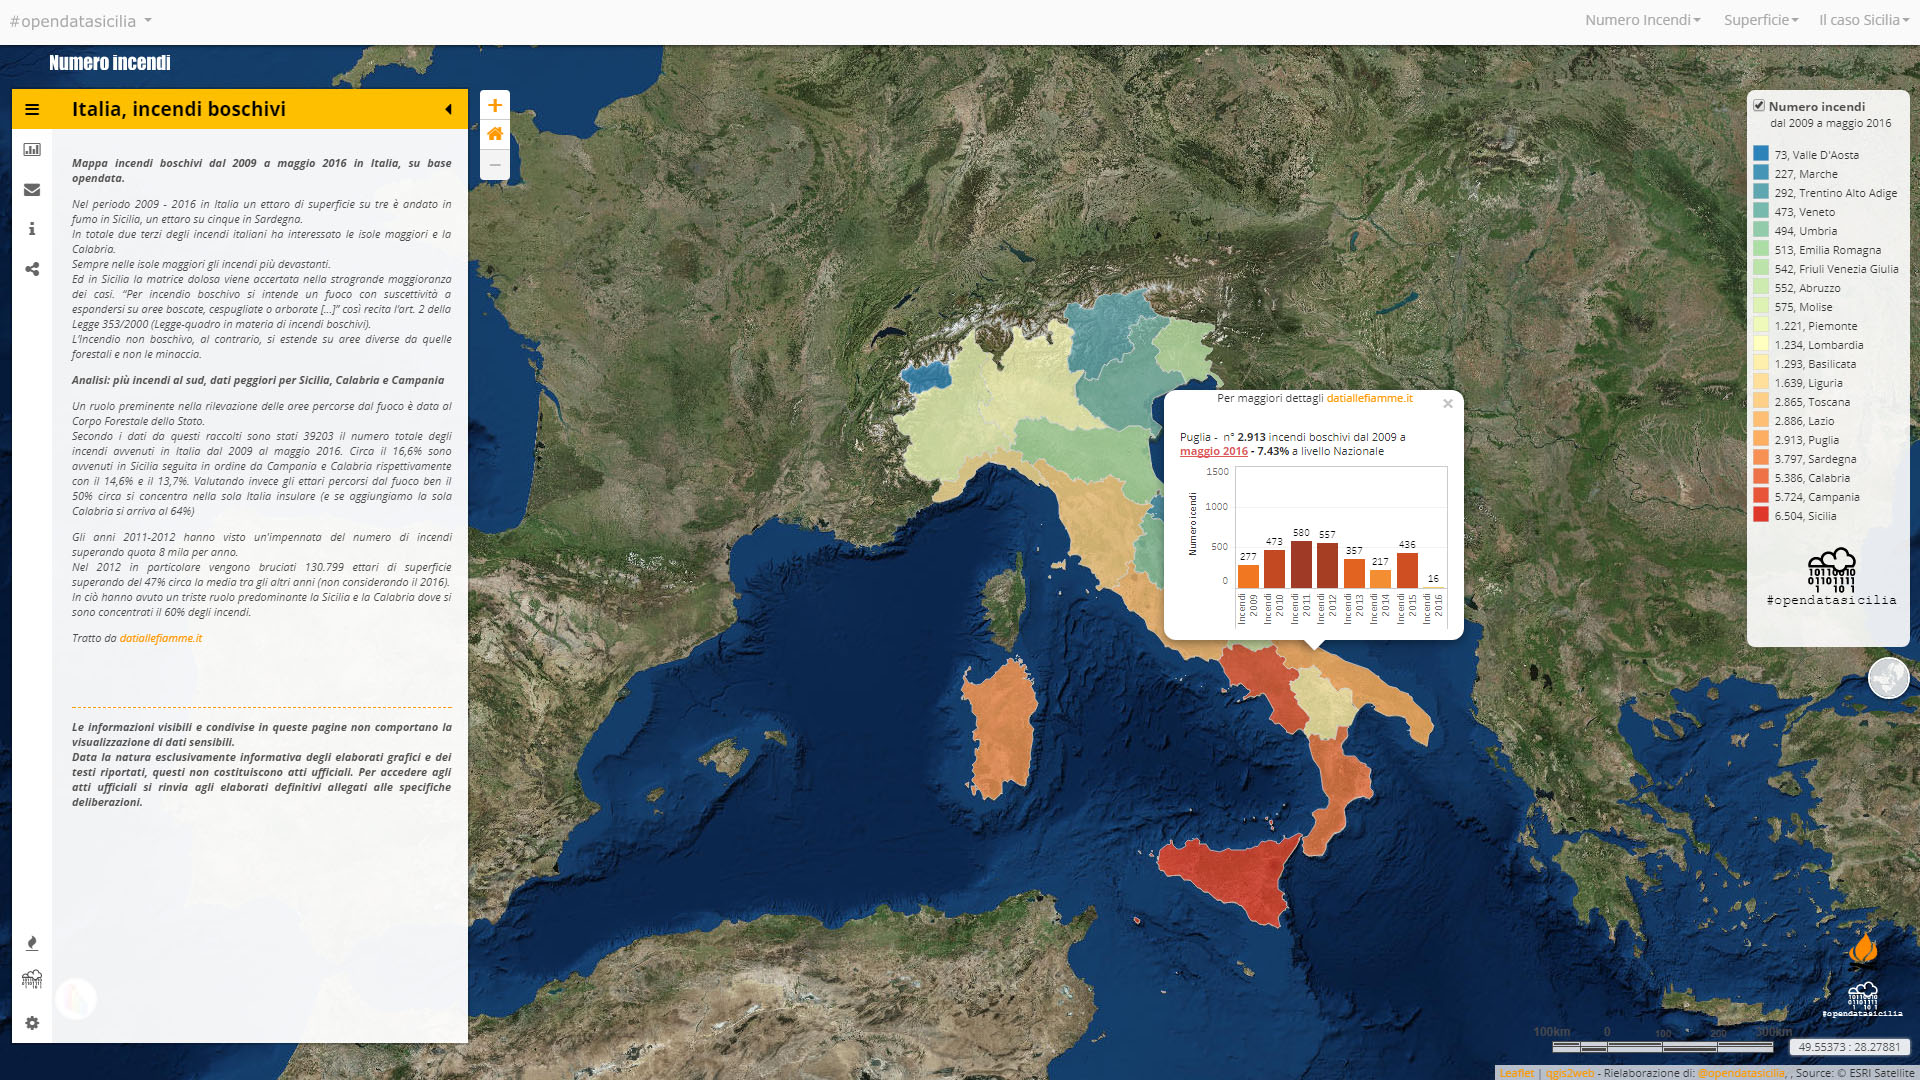 #opendatasicilia
Numero Incendi
Superficie
Il caso Sicilia
Numero incendi
Italia, incendi boschivi
Mappa incendi boschivi dal 2009 a maggio 2016 in Italia, su base
opendata.
Nel periodo 2009 - 2016 in Italia un ettaro di superficie su tre è andato in
fumo in Sicilia, un ettaro su cinque in Sardegna.
In totale due terzi degli incendi italiani ha interessato le isole maggiori e la
Calabria.
Sempre nelle isole maggiori gli incendi più devastanti.
Ed in Sicilia la matrice dolosa viene accertata nella stragrande maggioranza
dei casi. “Per incendio boschivo si intende un fuoco con suscettività a
espandersi su aree boscate, cespugliate o arborate [...]” così recita l'art. 2 della
Legge 353/2000 (Legge-quadro in materia di incendi boschivi).
L'Incendio non boschivo, al contrario, si estende su aree diverse da quelle
forestali e non le minaccia.
Analisi: più incendi al sud, dati peggiori per Sicilia, Calabria e Campania
Un ruolo preminente nella rilevazione delle aree percorse dal fuoco è data al
Corpo Forestale dello Stato.
Secondo i dati da questi raccolti sono stati 39203 il numero totale degli
incendi avvenuti in Italia dal 2009 al maggio 2016. Circa il 16,6% sono
avvenuti in Sicilia seguita in ordine da Campania e Calabria rispettivamente
con il 14,6% e il 13,7%. Valutando invece gli ettari percorsi dal fuoco ben il
50% circa si concentra nella sola Italia insulare (e se aggiungiamo la sola
Calabria si arriva al 64%)
Gli anni 2011-2012 hanno visto un'impennata del numero di incendi
superando quota 8 mila per anno.
Nel 2012 in particolare vengono bruciati 130.799 ettari di superficie
superando del 47% circa la media tra gli altri anni (non considerando il 2016).
In ciò hanno avuto un triste ruolo predominante la Sicilia e la Calabria dove si
sono concentrati il 60% degli incendi.
Tratto da datiallefiamme.it
Le informazioni visibili e condivise in queste pagine non comportano la
visualizzazione di dati sensibili.
Data la natura esclusivamente informativa degli elaborati grafici e dei
testi riportati, questi non costituiscono atti ufficiali. Per accedere agli
atti ufficiali si rinvia agli elaborati definitivi allegati alle specifiche
deliberazioni.
Per maggiori dettagli datiallefiamme.it
×
Puglia - n° 2.913 incendi boschivi dal 2009 a
maggio 2016 - 7.43% a livello Nazionale
Numero icendi
1500
1000
500
0
277
473
580
557
357
217
436
16
Incendi 2009
Incendi 2010
Incendi 2011
Incendi 2012
Incendi 2013
Incendi 2014
Incendi 2015
Incendi 2016
Numero incendi
dal 2009 a maggio 2016
73, Valle D'Aosta
227, Marche
292, Trentino Alto Adige
473, Veneto
494, Umbria
513, Emilia Romagna
542, Friuli Venezia Giulia
552, Abruzzo
575, Molise
1.221, Piemonte
1.234, Lombardia
1.293, Basilicata
1.639, Liguria
2.865, Toscana
2.886, Lazio
2.913, Puglia
3.797, Sardegna
5.386, Calabria
5.724, Campania
6.504, Sicilia
10110010
01101111
1 10 1
#opendatasicilia
10110010
01101111
1 10 1
#opendatasicilia
100km 0 100 200 300km
49.55373 : 28.27881
Leaflet | qgis2web - Rielaborazione di: @opendatasicilia, , Source: © ESRI Satellite